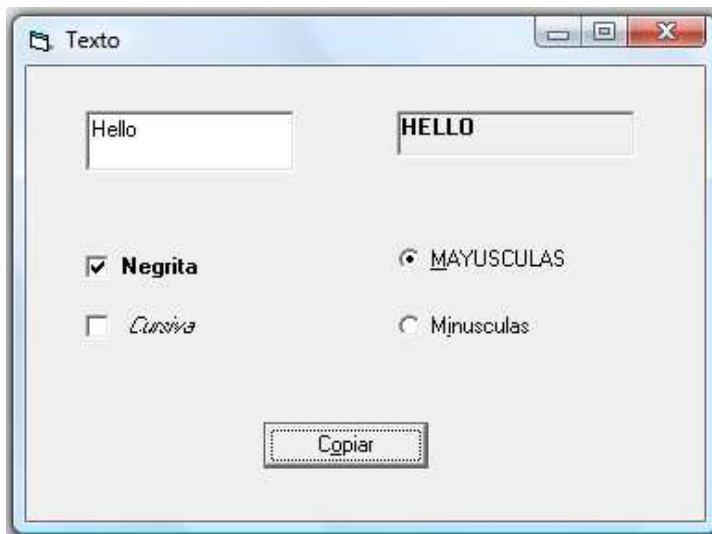 Texto
Hello
HELLO
Negrita
MAYUSCULAS
Cursiva
Minusculas
Copiar